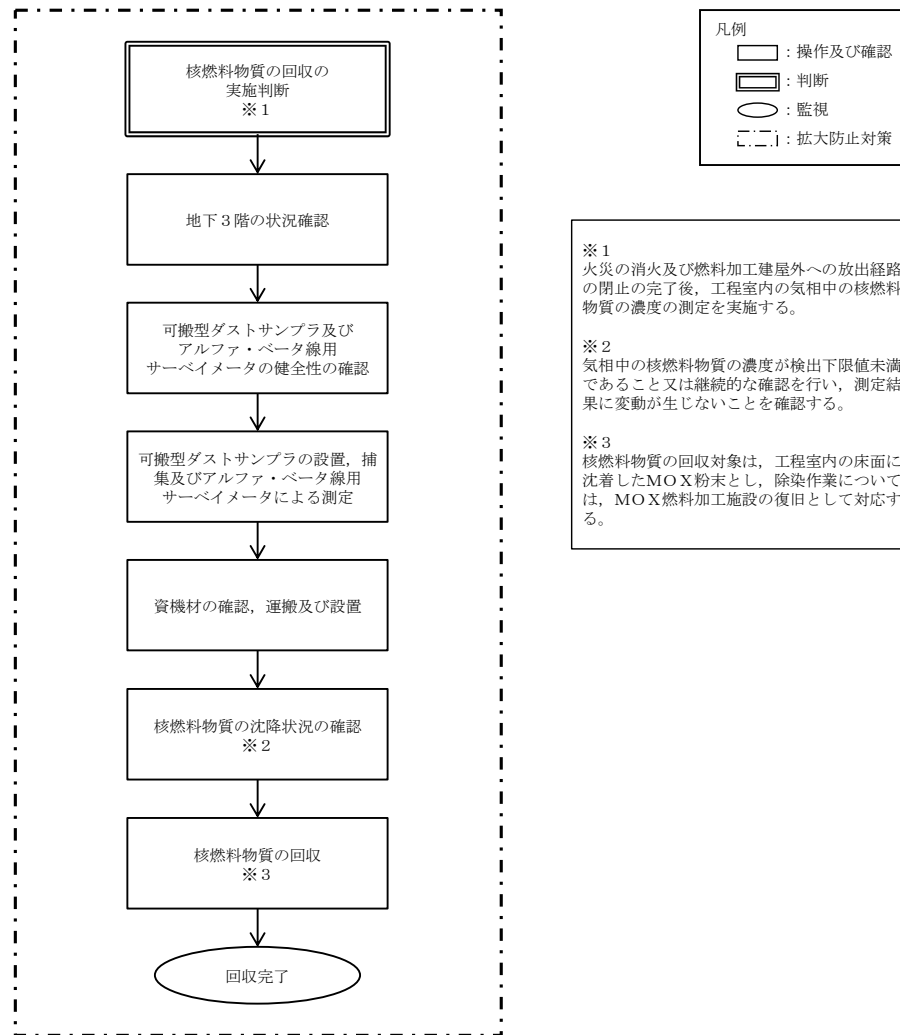 核燃料物質の回収の
実施判断
※１
地下３階の状況確認
可搬型ダストサンプラ及び
アルファ・ベータ線用
サーベイメータの健全性の確認
可搬型ダストサンプラの設置，捕
集及びアルファ・ベータ線用
サーベイメータによる測定
資機材の確認，運搬及び設置
核燃料物質の沈降状況の確認
※２
核燃料物質の回収
※３
回収完了
凡例
：操作及び確認
：判断
：監視
：拡大防止対策
※１
火災の消火及び燃料加工建屋外への放出経路
の閉止の完了後，工程室内の気相中の核燃料
物質の濃度の測定を実施する。
※２
気相中の核燃料物質の濃度が検出下限値未満
であること又は継続的な確認を行い，測定結
果に変動が生じないことを確認する。
※３
核燃料物質の回収対象は，工程室内の床面に
沈着したＭＯＸ粉末とし，除染作業について
は，ＭＯＸ燃料加工施設の復旧として対応す
る。